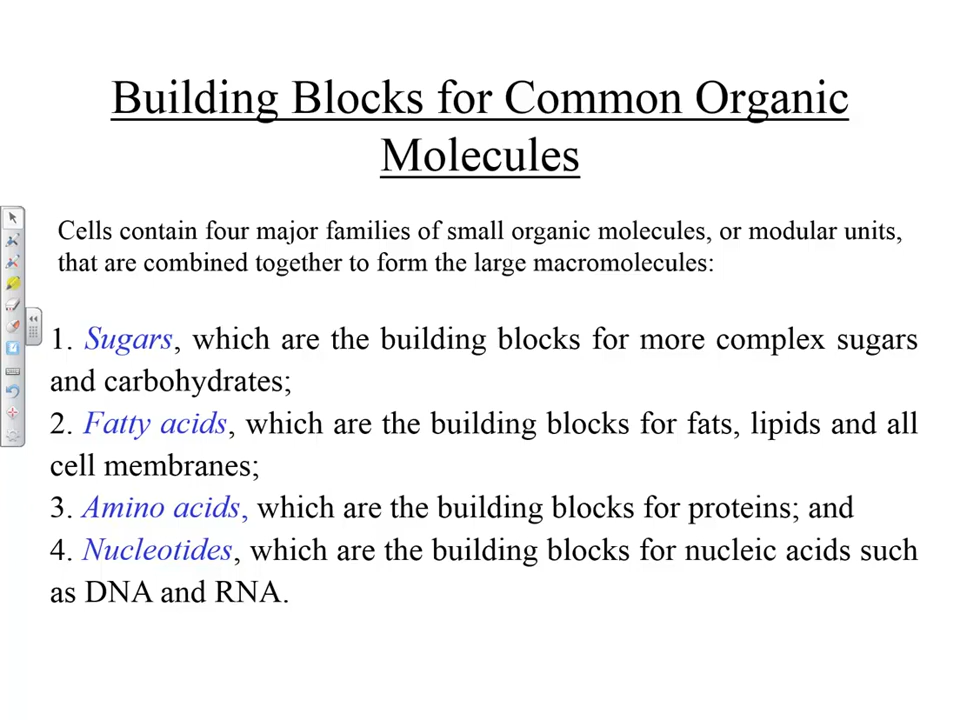 Building Blocks for Common Organic
Molecules
Cells contain four major families of small organic molecules, or modular units,
that are combined together to form the large macromolecules:
1. Sugars, which are the building blocks for more complex sugars
and carbohydrates;
2. Fatty acids, which are the building blocks for fats, lipids and all
cell membranes;
3. Amino acids, which are the building blocks for proteins; and
4. Nucleotides, which are the building blocks for nucleic acids such
as DNA and RNA.